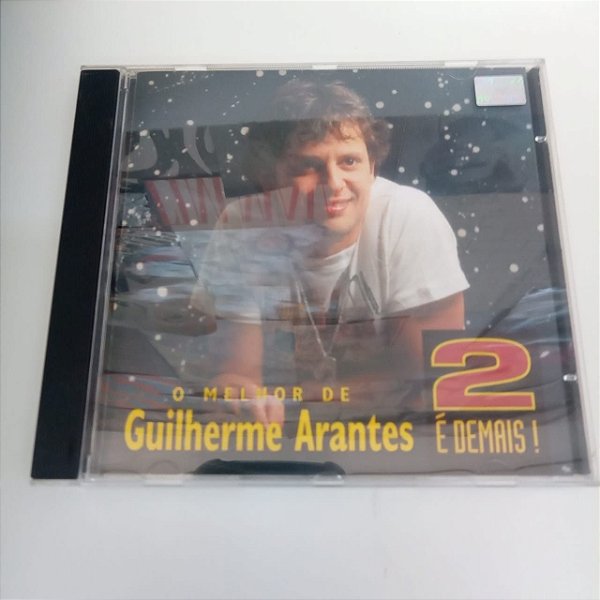 O MELHOR DE
Guilherme Arantes
2
É DEMAIS!